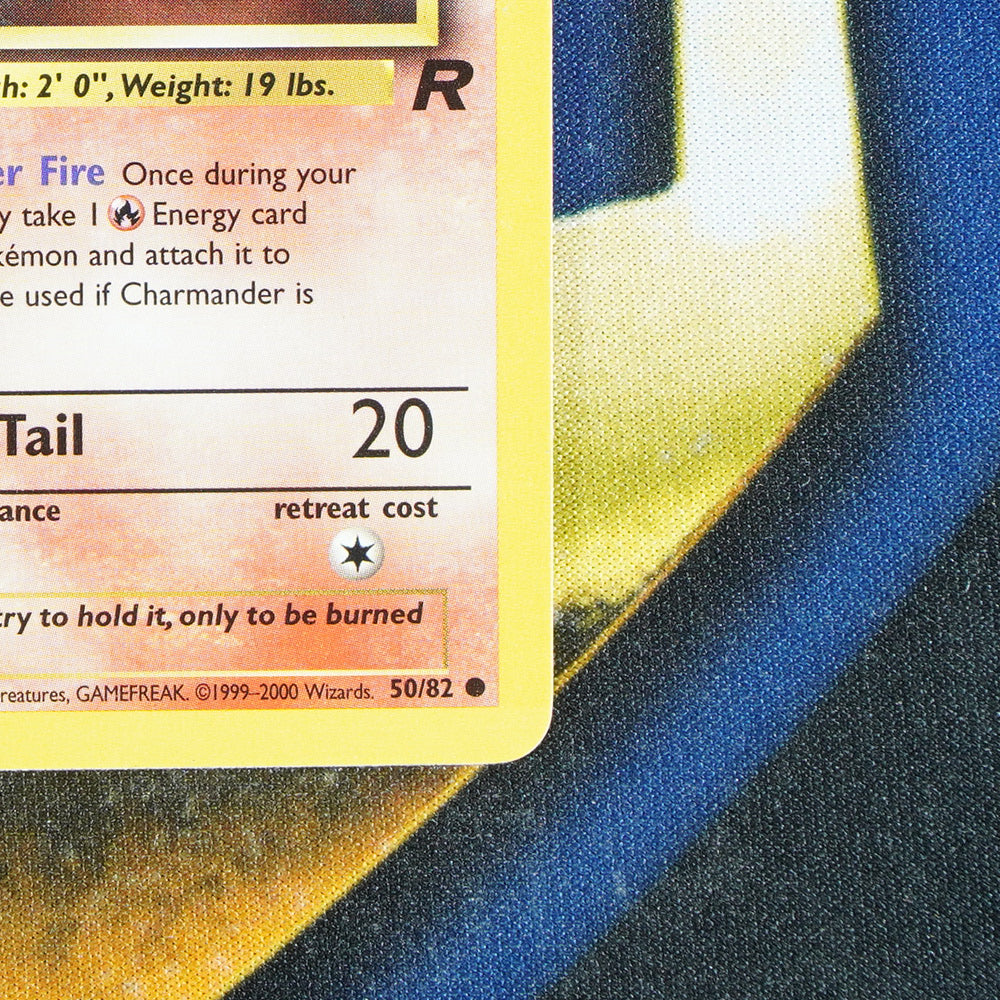 h: 2' 0", Weight: 19 lbs.
R
er Fire Once during your
y take 1 Energy card
kémon and attach it to
e used if Charmander is
Tail 20
ance retreat cost
try to hold it, only to be burned
reatures, GAMEFREAK. ©1999–2000 Wizards. 50/82